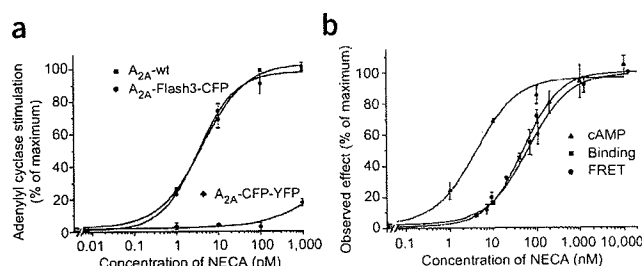 a
Adenylyl cyclase stimulation
(% of maximum)
100
80
60
40
20
0
A2A-wt
A2A-Flash3-CFP
A2A-CFP-YFP
0.01 0.1 1 10 100 1,000
Concentration of NECA (nM)
b
Observed effect (% of maximum)
100
80
60
40
20
0
cAMP
Binding
FRET
0.1 1 10 100 1,000 10,000
Concentration of NECA (nM)